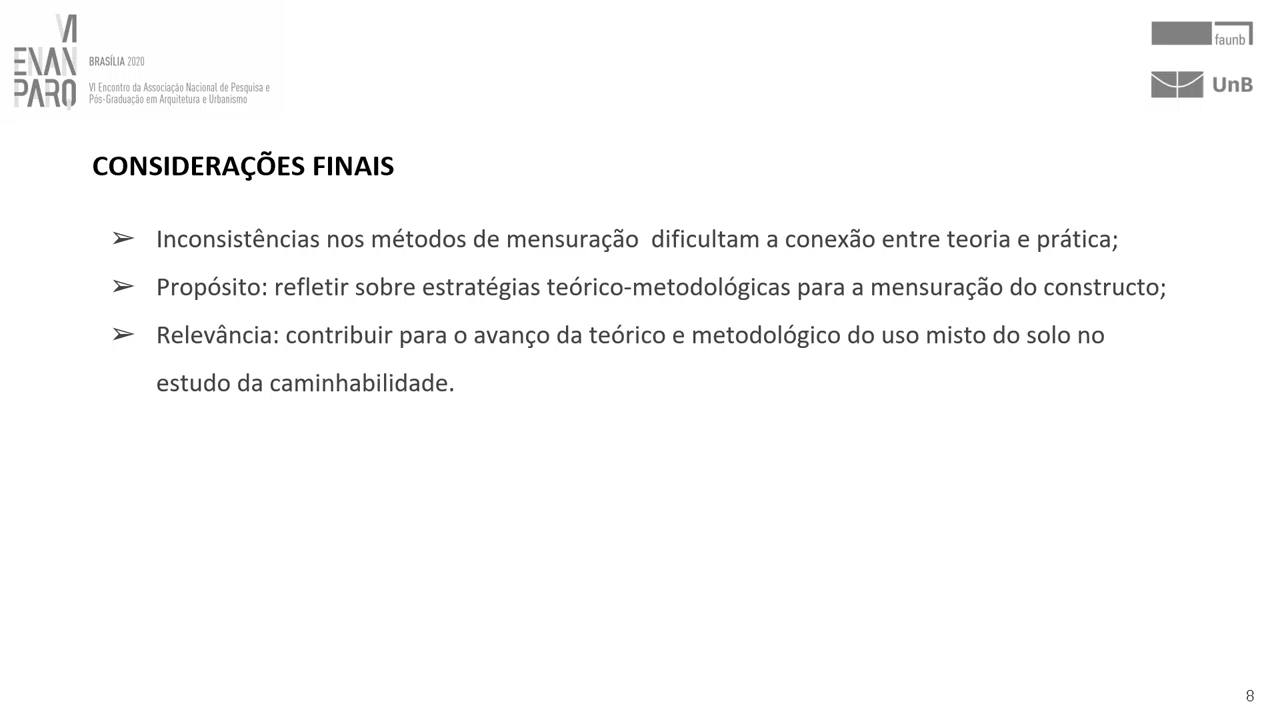 VI
ENAN
PARQ
BRASÍLIA 2020
VI Encontro da Associação Nacional de Pesquisa e
Pós-Graduação em Arquitetura e Urbanismo
faunb
UnB
CONSIDERAÇÕES FINAIS
➢ Inconsistências nos métodos de mensuração  dificultam a conexão entre teoria e prática;
➢ Propósito: refletir sobre estratégias teórico-metodológicas para a mensuração do constructo;
➢ Relevância: contribuir para o avanço da teórico e metodológico do uso misto do solo no
estudo da caminhabilidade.
8